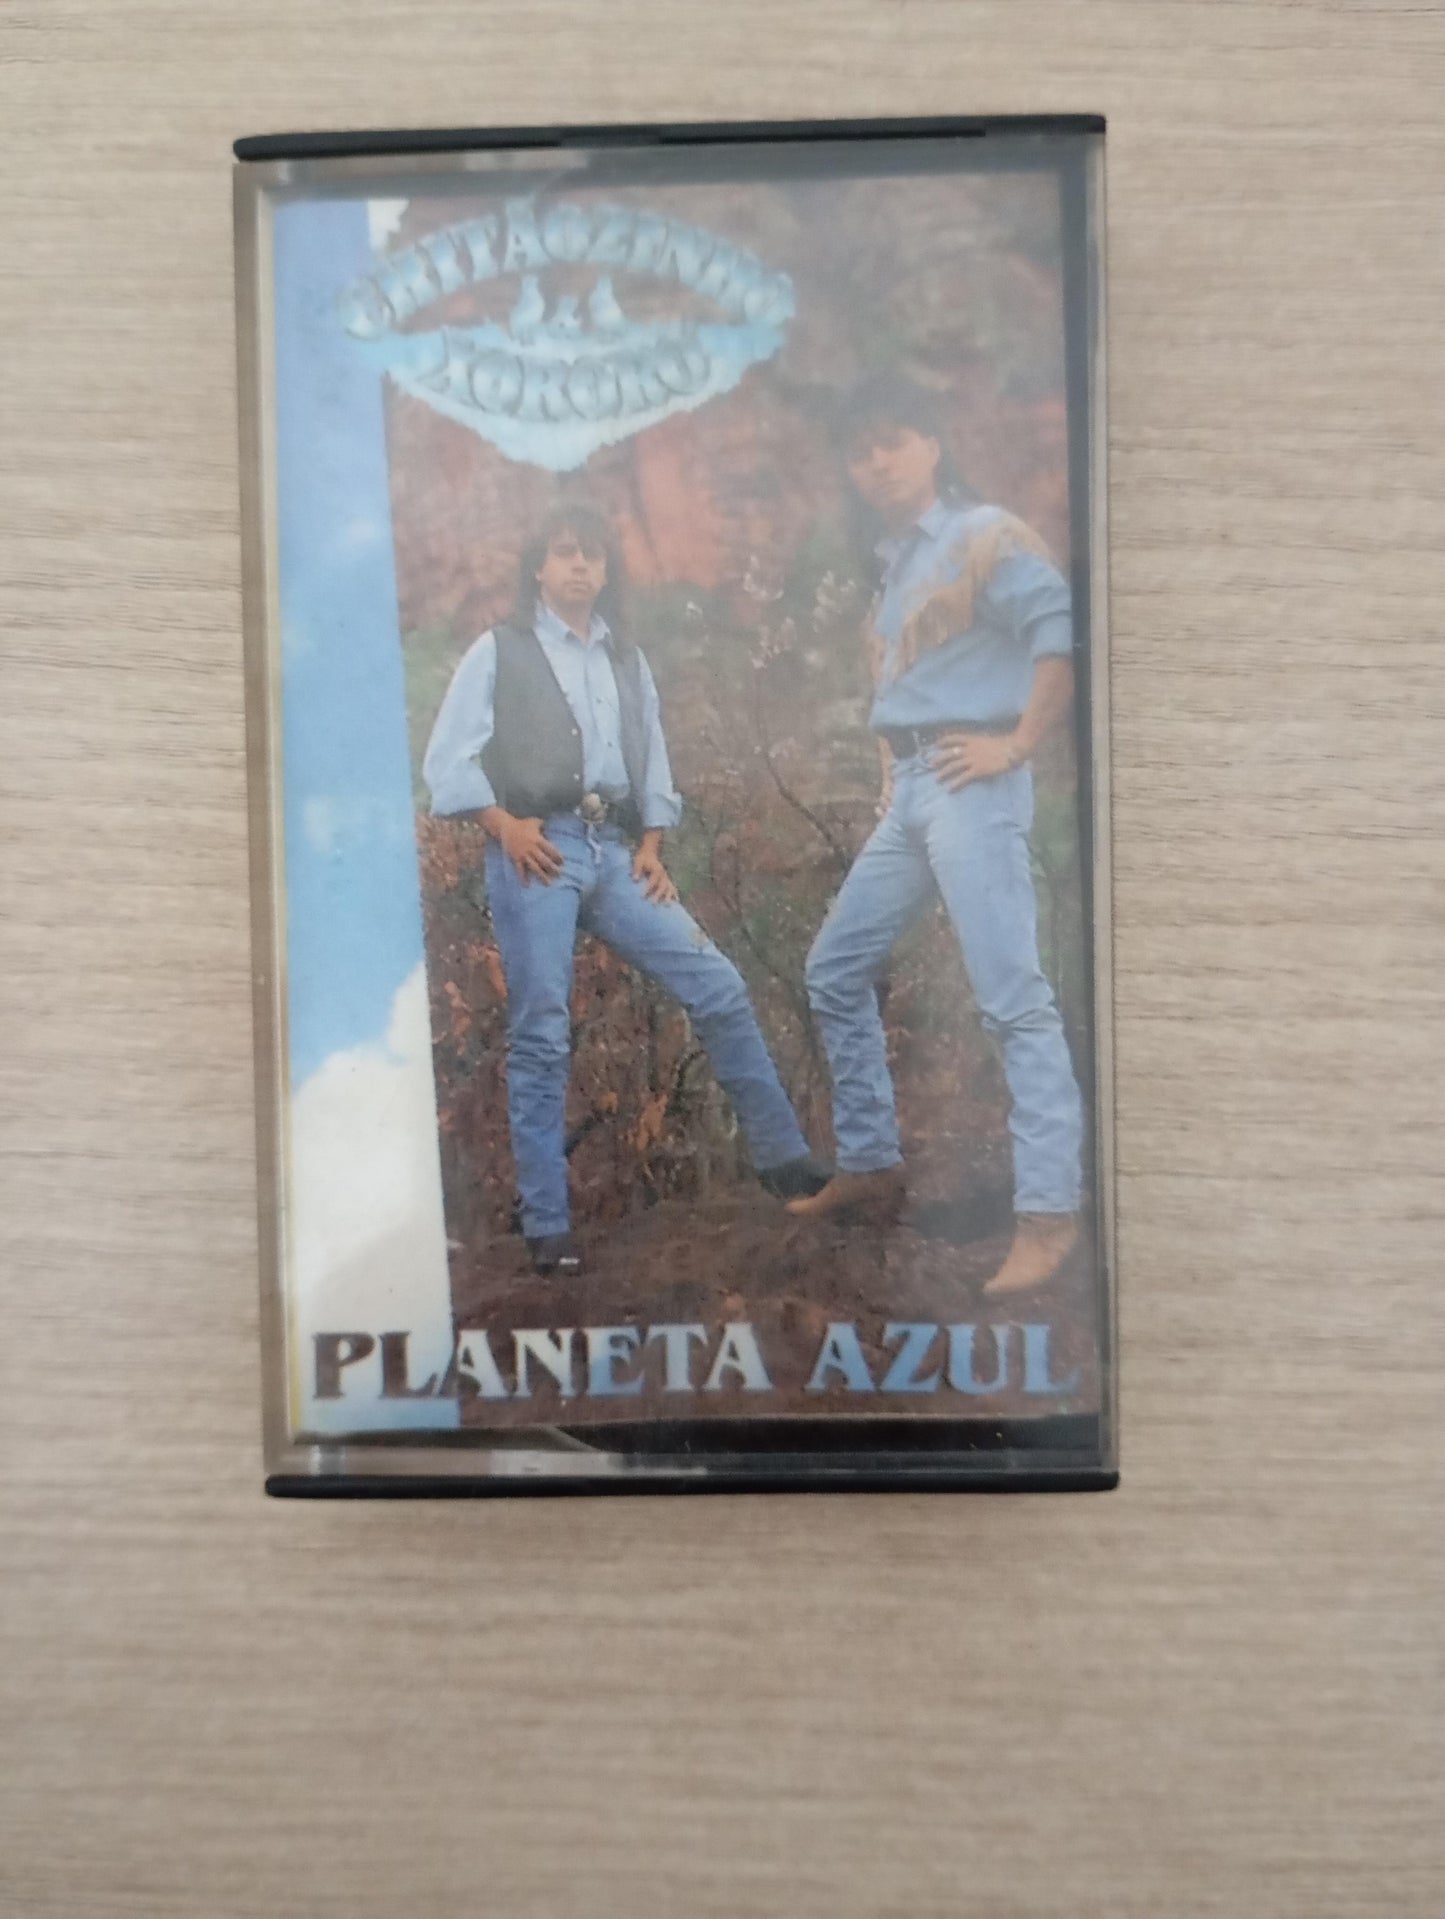 CHITÃOZINHO
&
XORORÓ
PLANETA AZUL